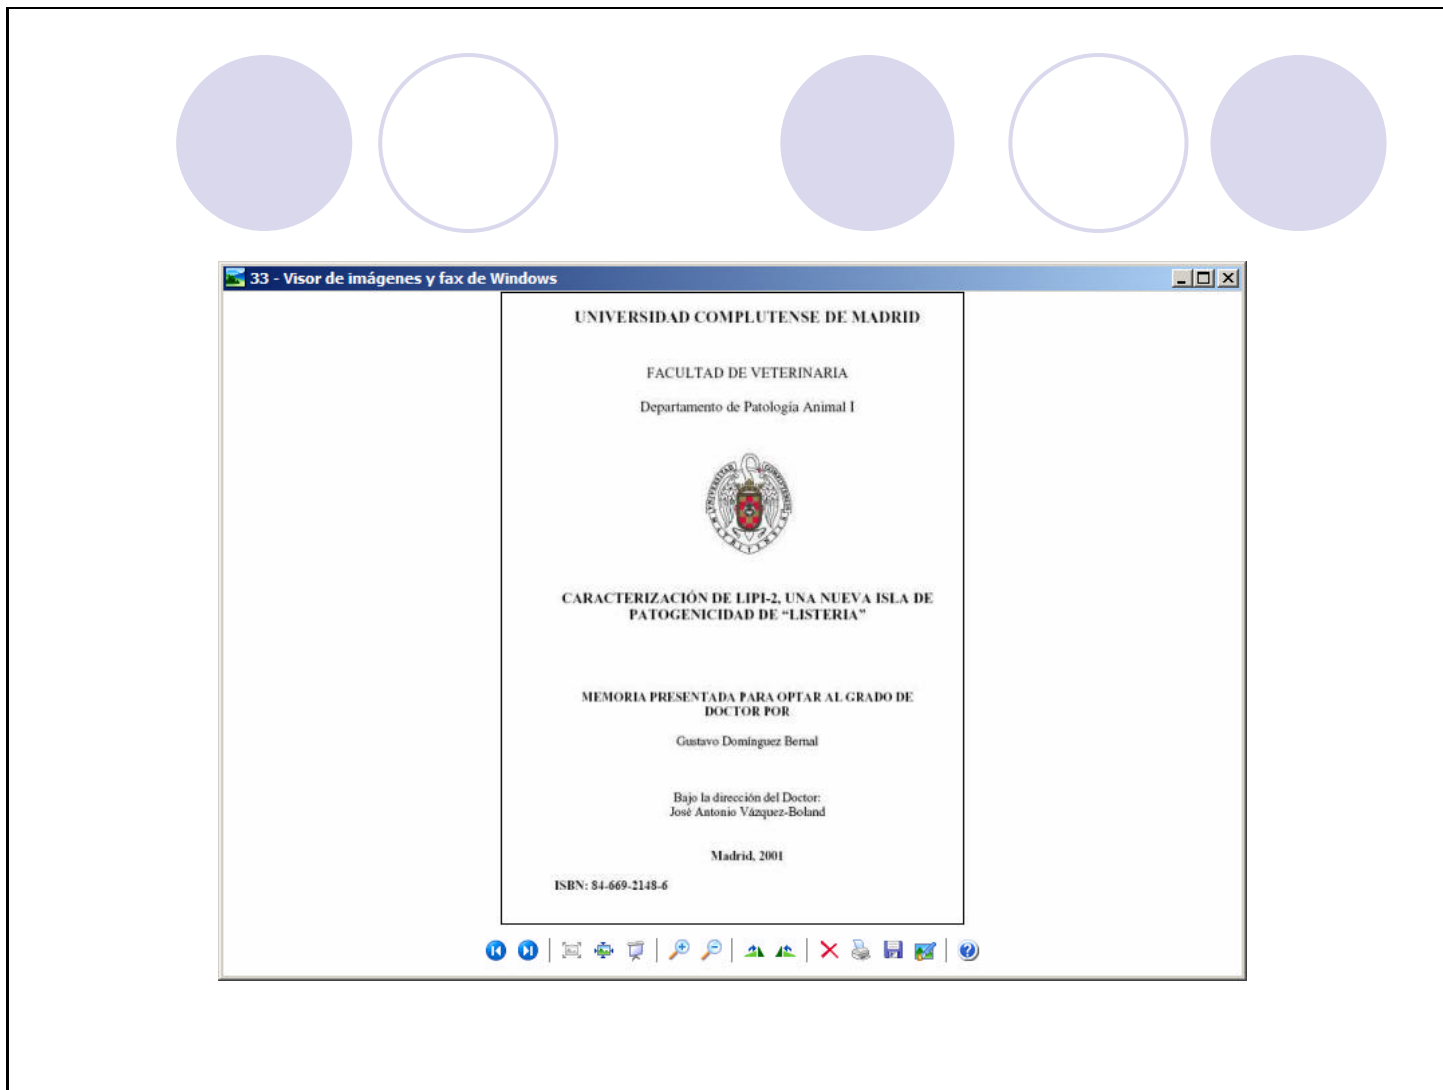 33 - Visor de imágenes y fax de Windows
UNIVERSIDAD COMPLUTENSE DE MADRID
FACULTAD DE VETERINARIA
Departamento de Patología Animal I
CARACTERIZACIÓN DE LIPI-2, UNA NUEVA ISLA DE
PATOGENICIDAD DE “LISTERIA”
MEMORIA PRESENTADA PARA OPTAR AL GRADO DE
DOCTOR POR
Gustavo Domínguez Bernal
Bajo la dirección del Doctor:
José Antonio Vázquez-Boland
Madrid, 2001
ISBN: 84-669-2148-6